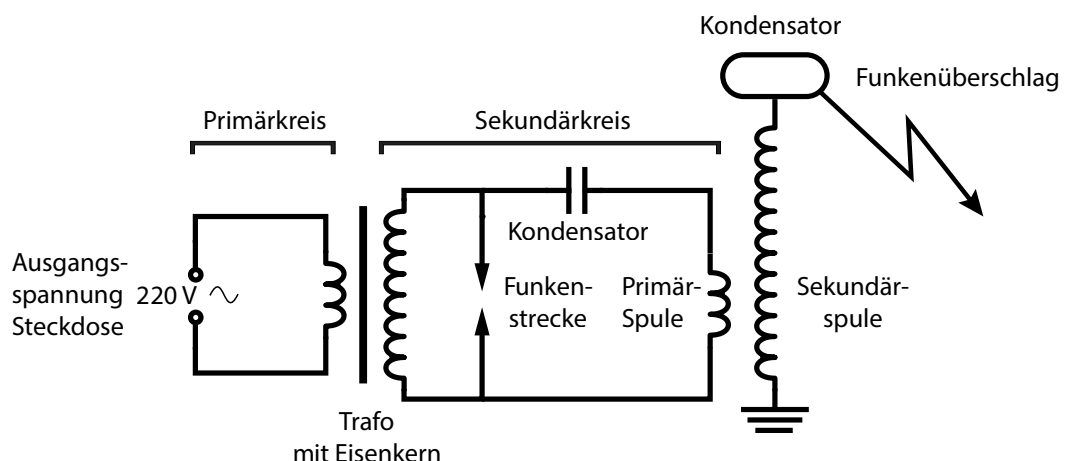 Kondensator
Funkenüberschlag
Primärkreis
Sekundärkreis
Kondensator
Ausgangs-
spannung
Steckdose
220 V
Funken-
strecke
Primär-
Spule
Sekundär-
spule
Trafo
mit Eisenkern